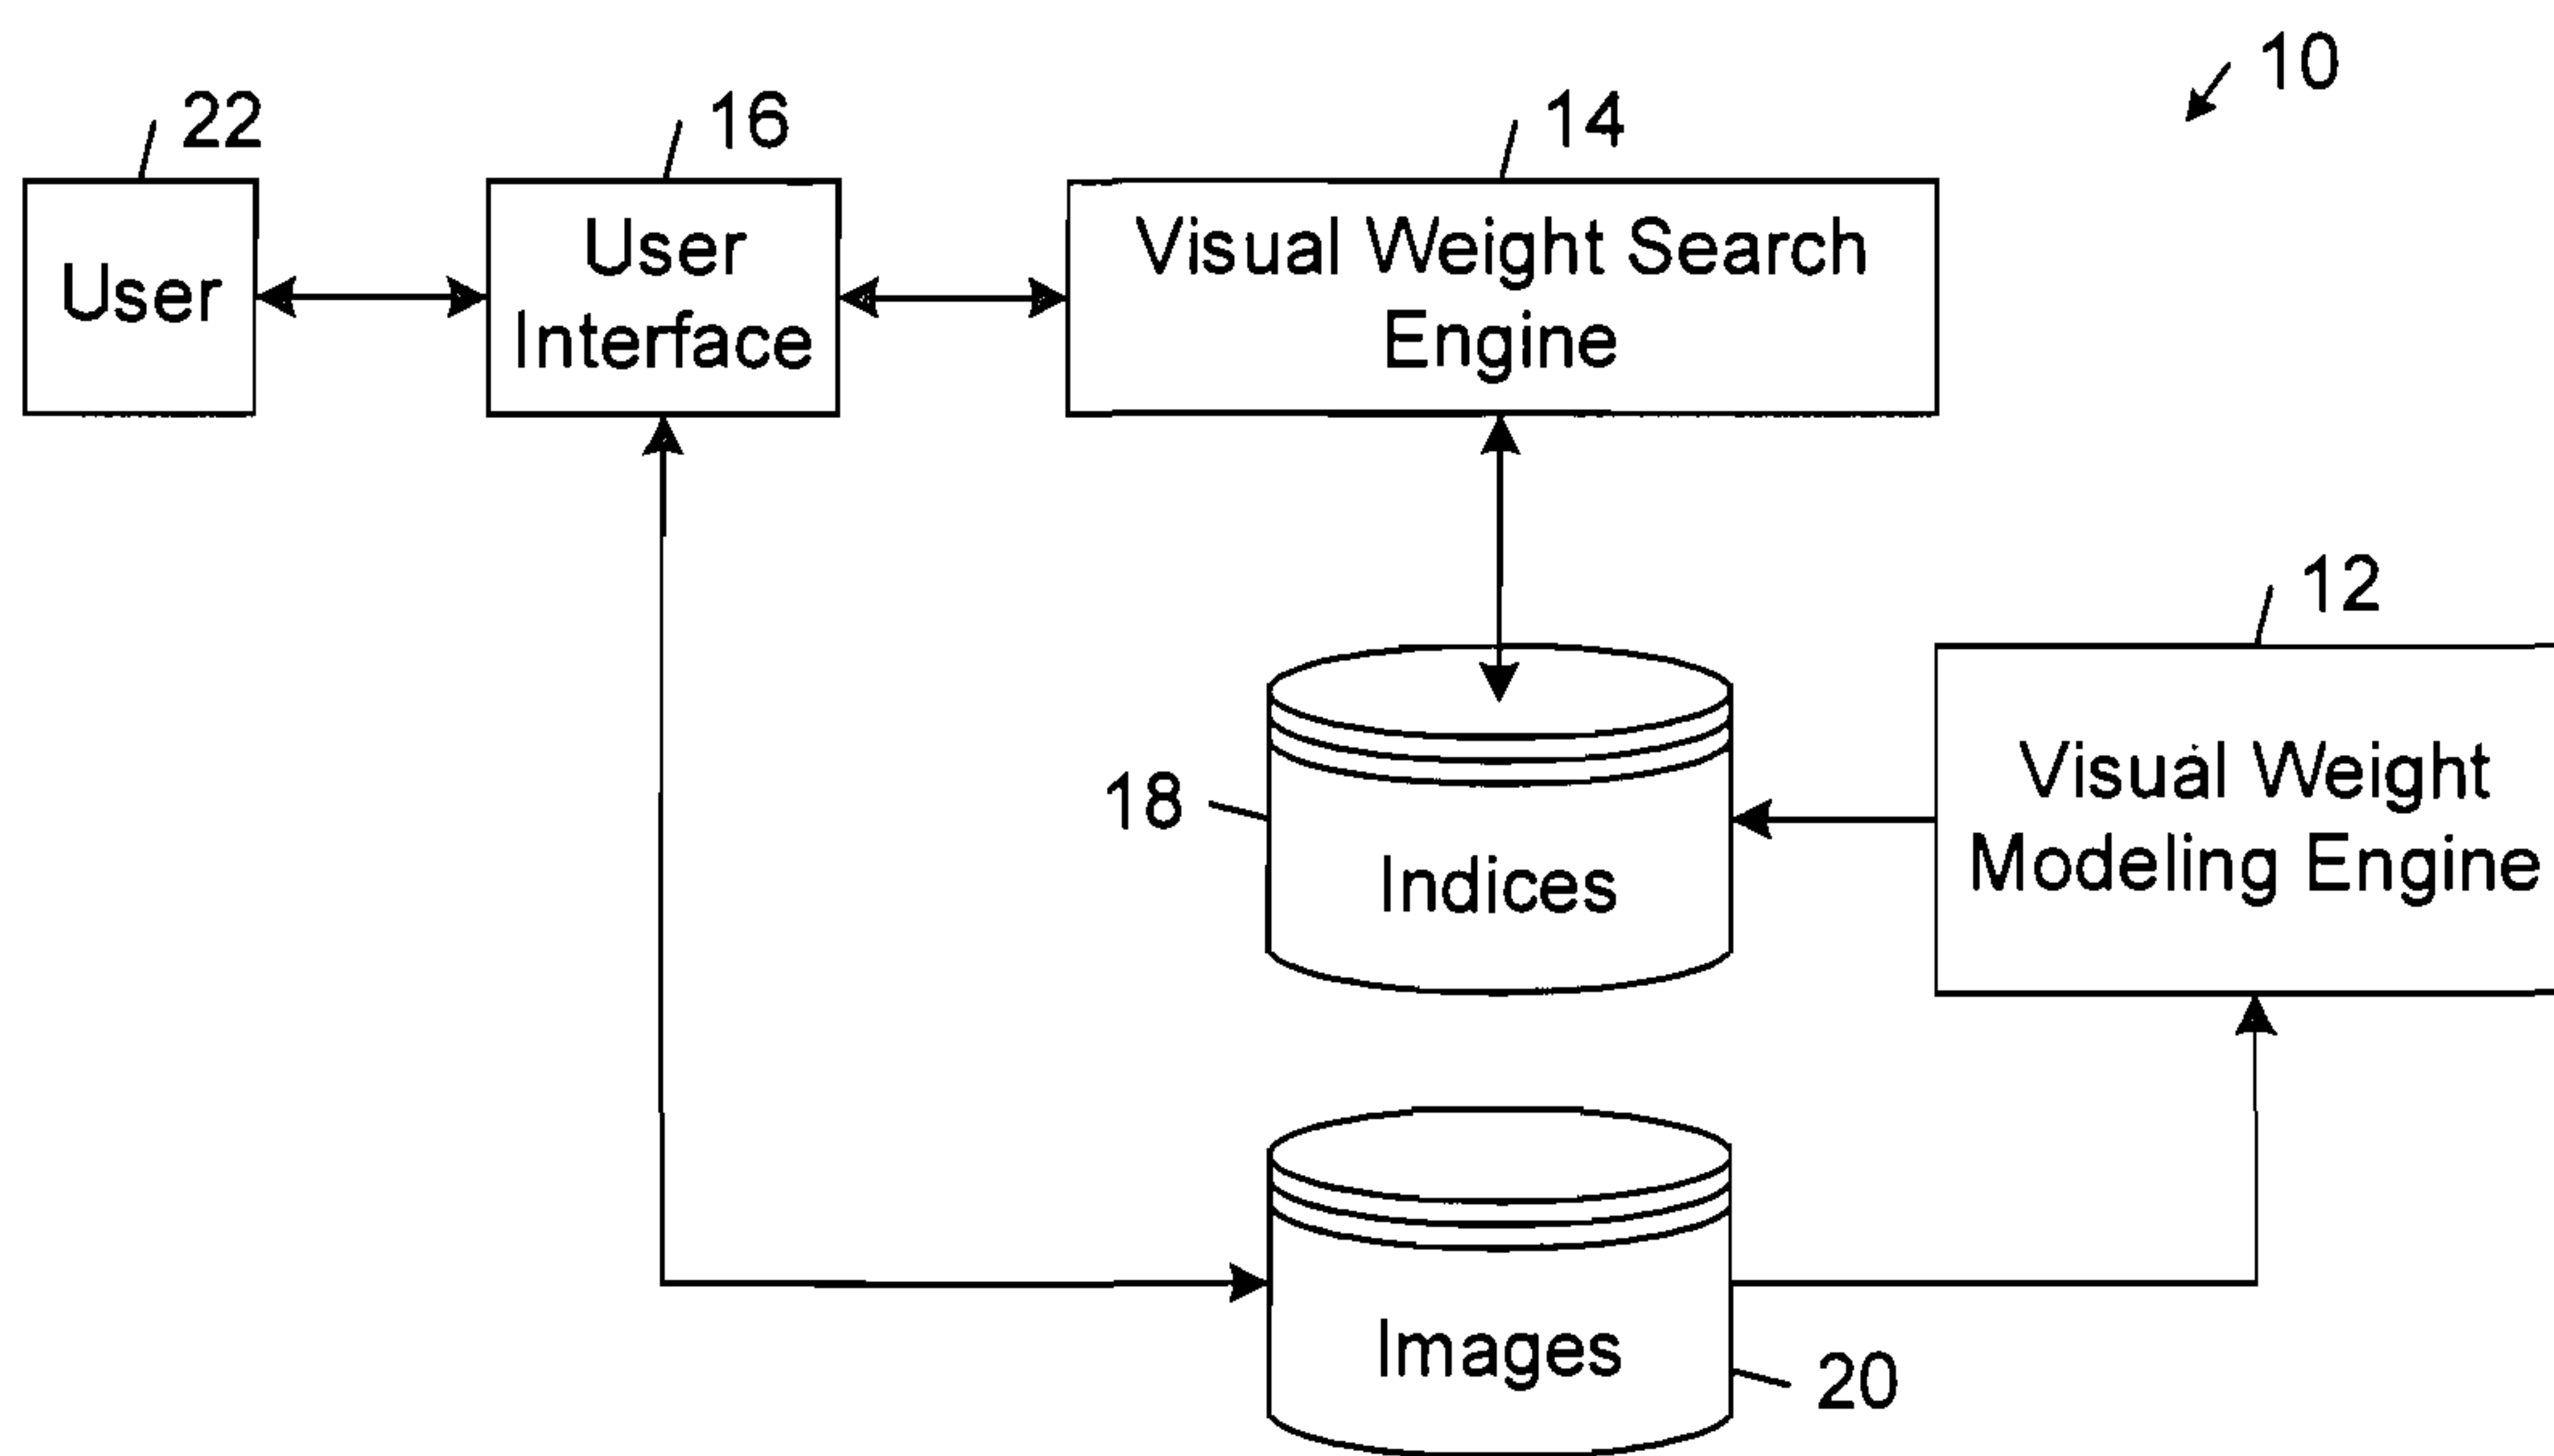 10
22
16
14
User
User
Interface
Visual Weight Search
Engine
12
18
Indices
Visual Weight
Modeling Engine
Images
20